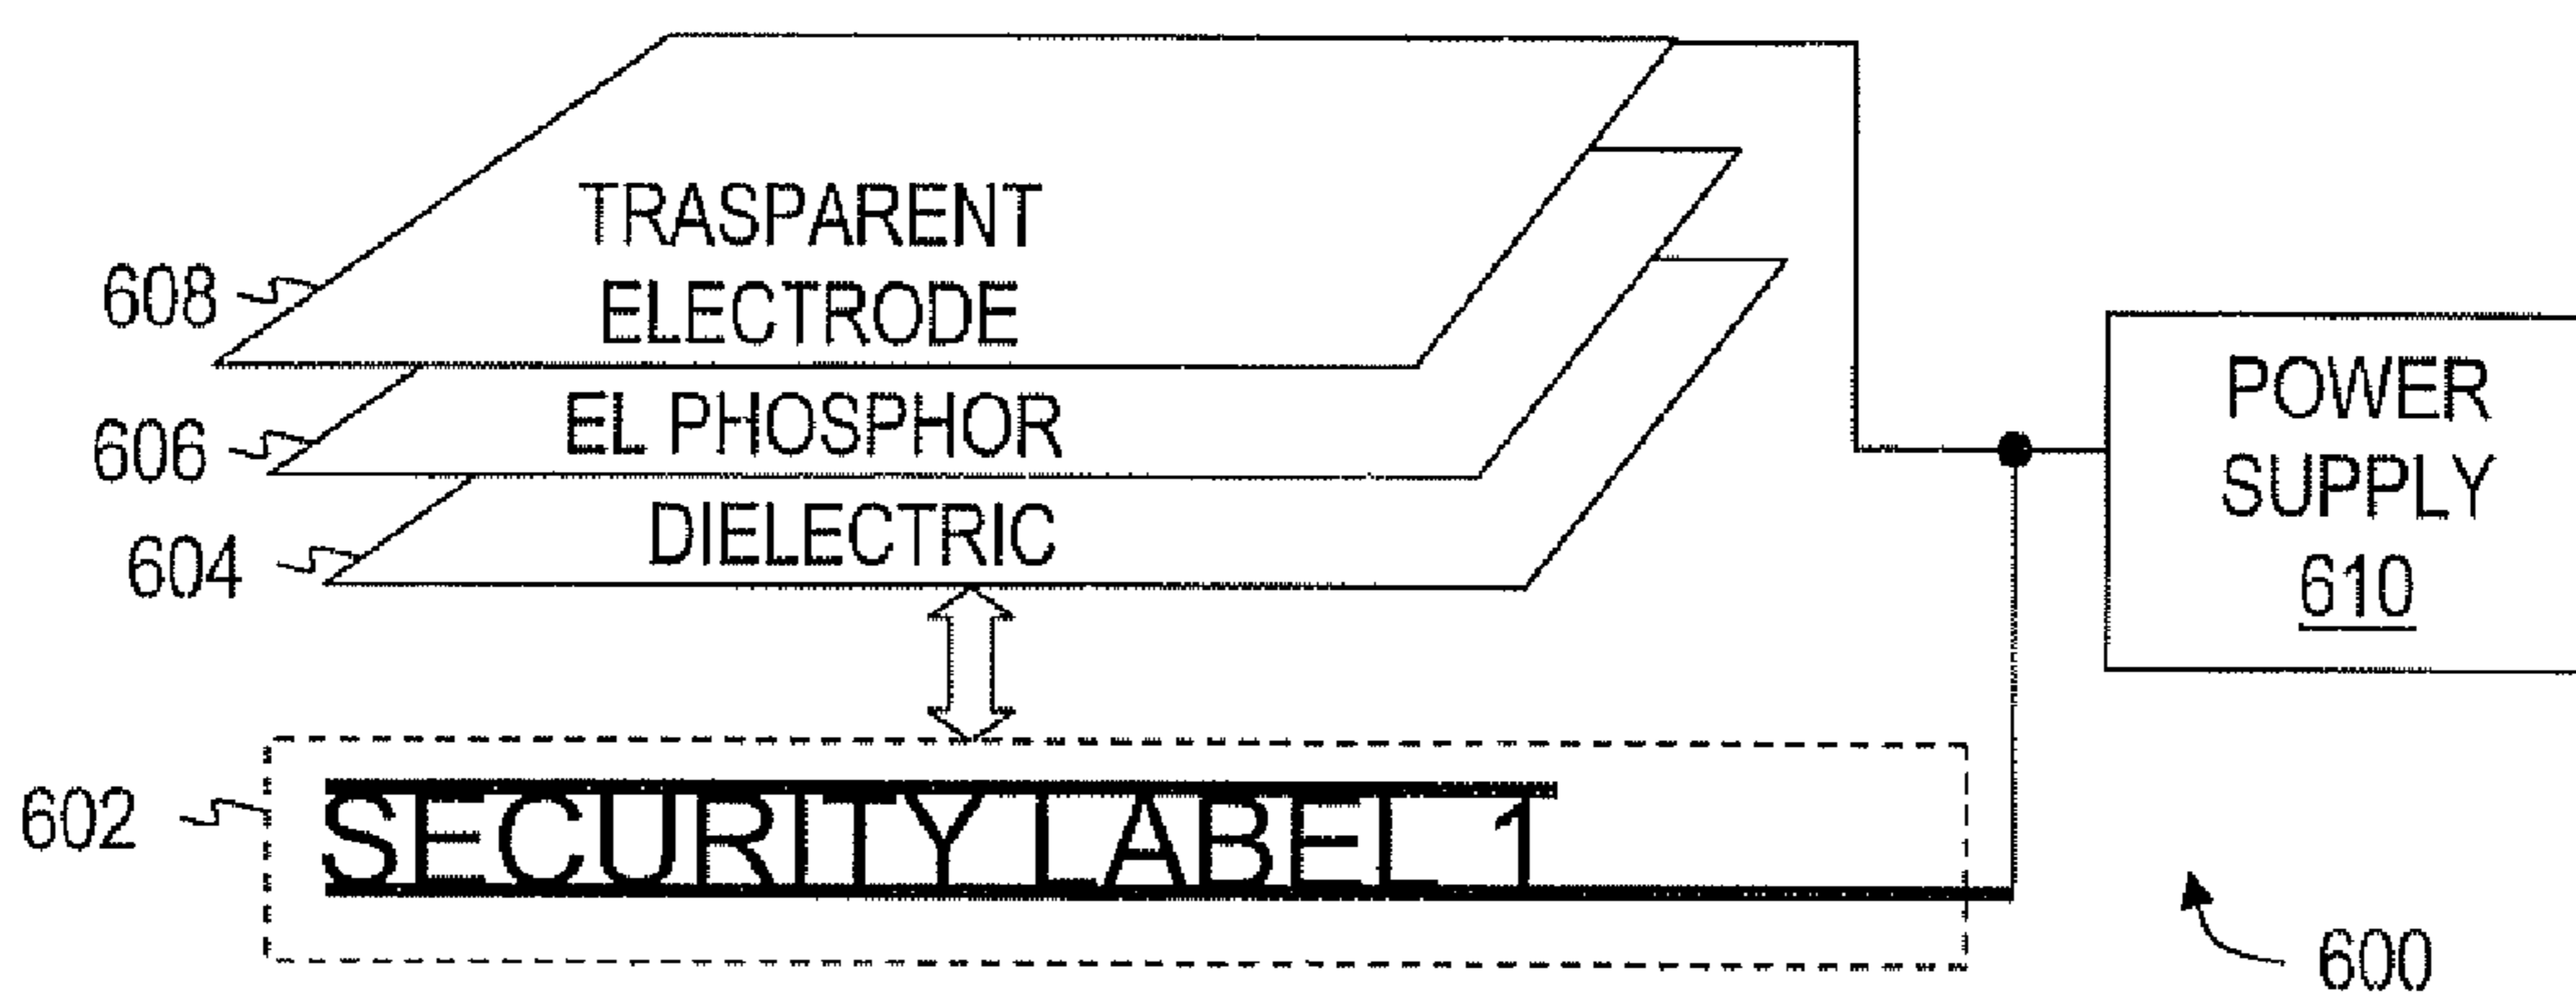 TRASPARENT
ELECTRODE
608
EL PHOSPHOR
606
DIELECTRIC
604
POWER
SUPPLY
610
602
SECURITY LABEL 1
600